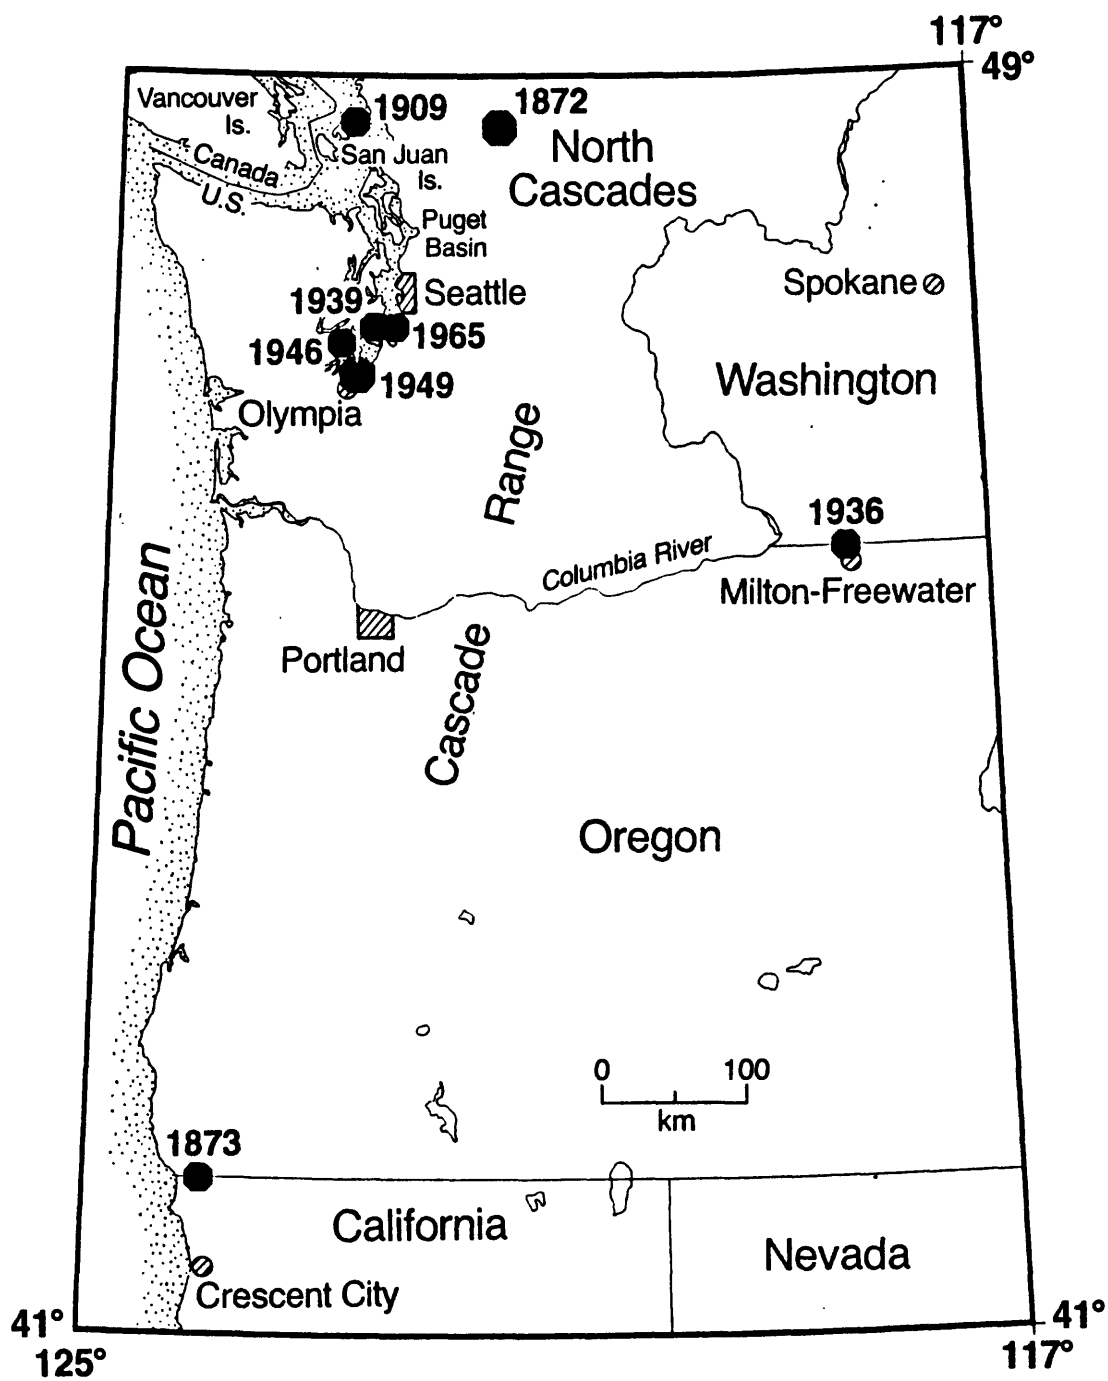 117°
49°
Vancouver
Is.
1909
1872
North
Cascades
Canada
U.S.
San Juan
Is.
Puget
Basin
Spokane
1939
Seattle
1946
1965
1949
Washington
Olympia
Range
1936
Columbia River
Milton-Freewater
Portland
Cascade
Pacific Ocean
Oregon
0
100
km
1873
California
Nevada
Crescent City
41°
125°
41°
117°